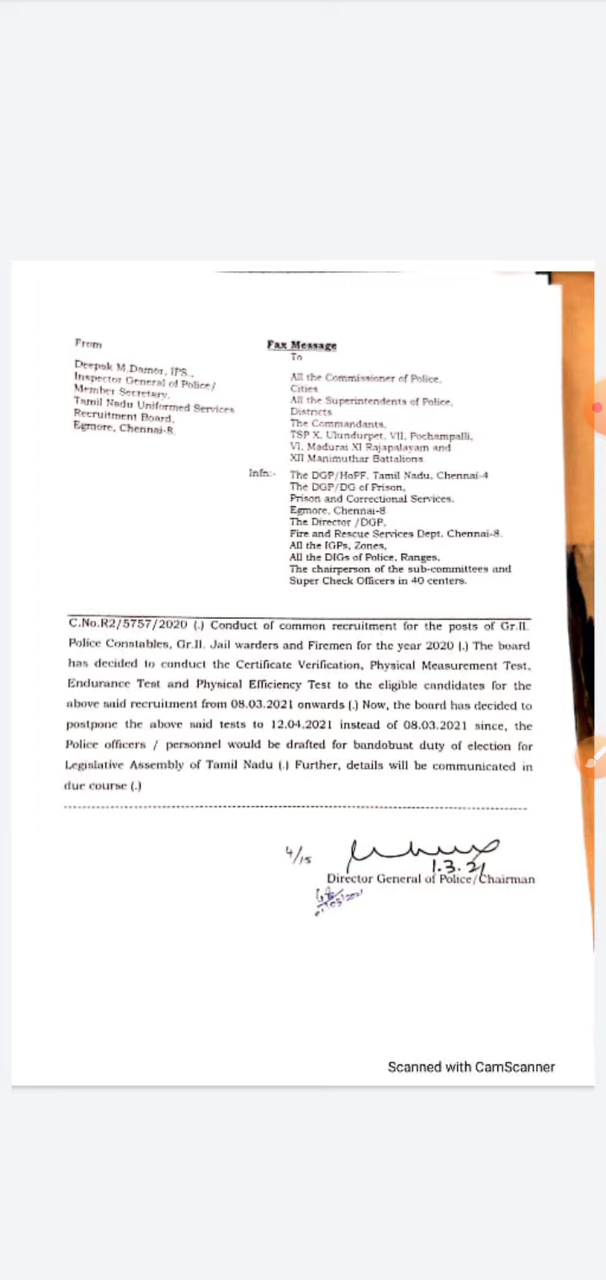 From
Deepak M.Damor, IPS.,
Inspector General of Police/
Member Secretary,
Tamil Nadu Uniformed Services
Recruitment Board,
Egmore, Chennai-8.
Fax Message
To
All the Commissioner of Police,
Cities
All the Superintendents of Police,
Districts
The Commandants,
TSP X, Ulundurpet, VII, Pochampalli,
VI, Madurai XI Rajapalayam and
XII Manimuthar Battalions.
Info:- The DGP/HoPF, Tamil Nadu, Chennai-4
The DGP/DG of Prison,
Prison and Correctional Services,
Egmore, Chennai-8
The Director /DGP,
Fire and Rescue Services Dept. Chennai-8.
All the IGPs, Zones,
All the DIGs of Police, Ranges,
The chairperson of the sub-committees and
Super Check Officers in 40 centers.
C.No.R2/5757/2020 (.) Conduct of common recruitment for the posts of Gr.II.
Police Constables, Gr.II. Jail warders and Firemen for the year 2020 (.) The board
has decided to conduct the Certificate Verification, Physical Measurement Test,
Endurance Test and Physical Efficiency Test to the eligible candidates for the
above said recruitment from 08.03.2021 onwards (.) Now, the board has decided to
postpone the above said tests to 12.04.2021 instead of 08.03.2021 since, the
Police officers / personnel would be drafted for bandobust duty of election for
Legislative Assembly of Tamil Nadu (.) Further, details will be communicated in
due course (.)
4/15
1.3.21
Director General of Police/Chairman
Scanned with CamScanner